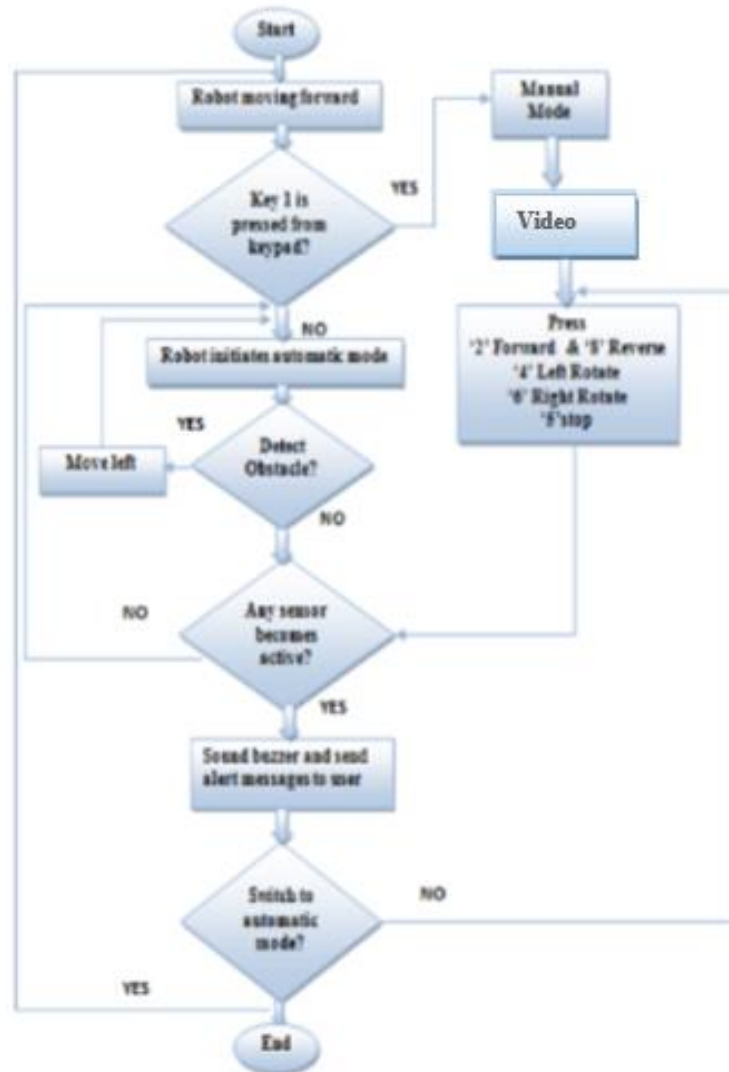 Start
Robot moving forward
Manual
Mode
Key 1 is
pressed from
keypad?
YES
Video
NO
Robot initiates automatic mode
Press
'2' Forward & '8' Reverse
'4' Left Rotate
'6' Right Rotate
'5'stop
YES
Move left
Detect
Obstacle?
NO
NO
Any sensor
becomes
active?
YES
Sound buzzer and send
alert messages to user
Switch to
automatic
mode?
NO
YES
End